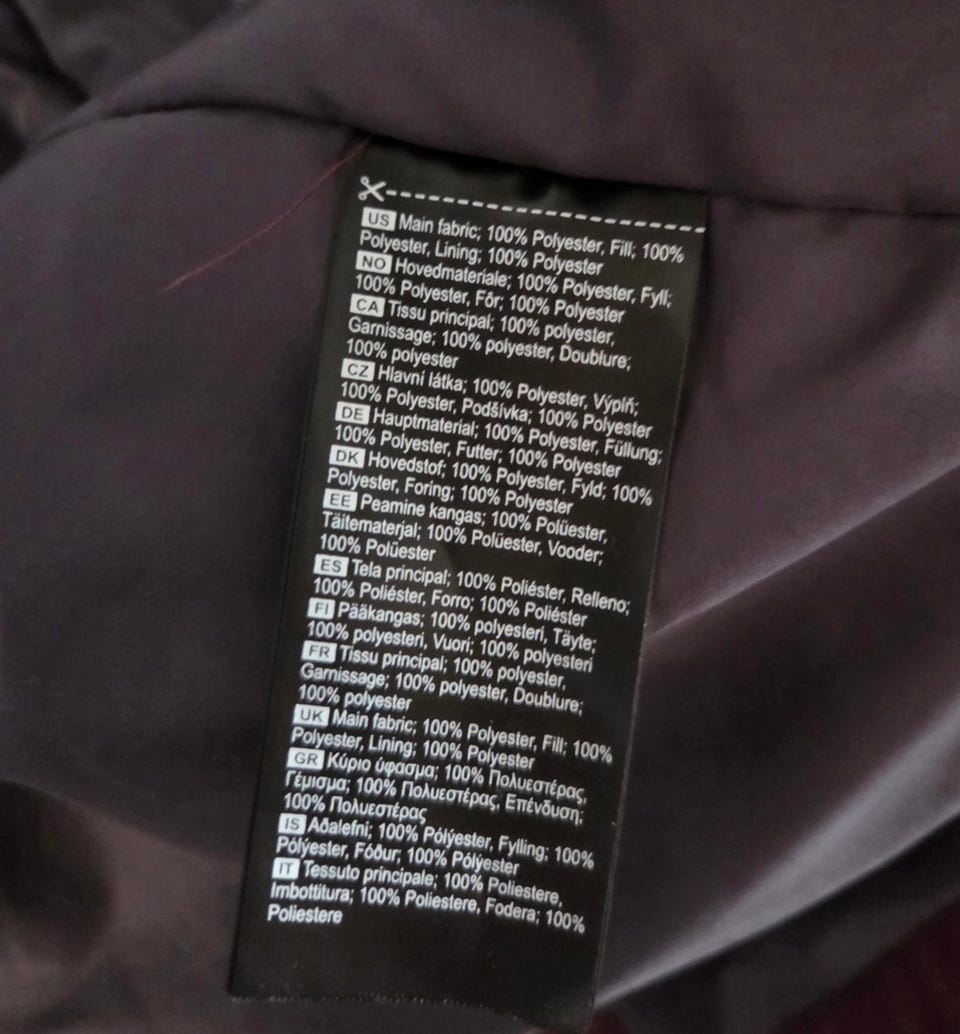 US Main fabric; 100% Polyester, Fill; 100%
Polyester, Lining; 100% Polyester
NO Hovedmateriale; 100% Polyester, Fyll;
100% Polyester, Fôr; 100% Polyester
CA Tissu principal; 100% polyester,
Garnissage; 100% polyester, Doublure;
100% polyester
CZ Hlavní látka; 100% Polyester, Výplň;
100% Polyester, Podšívka; 100% Polyester
DE Hauptmaterial; 100% Polyester, Füllung;
100% Polyester, Futter; 100% Polyester
DK Hovedstof; 100% Polyester, Fyld; 100%
Polyester, Foring; 100% Polyester
EE Peamine kangas; 100% Polüester,
Täitematerjal; 100% Polüester, Vooder;
100% Polüester
ES Tela principal; 100% Poliéster, Relleno;
100% Poliéster, Forro; 100% Poliéster
FI Pääkangas; 100% polyesteri, Täyte;
100% polyesteri, Vuori; 100% polyesteri
FR Tissu principal; 100% polyester,
Garnissage; 100% polyester, Doublure;
100% polyester
UK Main fabric; 100% Polyester, Fill; 100%
Polyester, Lining; 100% Polyester
GR Κύριο ύφασμα; 100% Πολυεστέρας,
Γέμισμα; 100% Πολυεστέρας, Επένδυση;
100% Πολυεστέρας
IS Aðalefni; 100% Pólýester, Fylling; 100%
Pólýester, Fóður; 100% Pólýester
IT Tessuto principale; 100% Poliestere,
Imbottitura; 100% Poliestere, Fodera; 100%
Poliestere